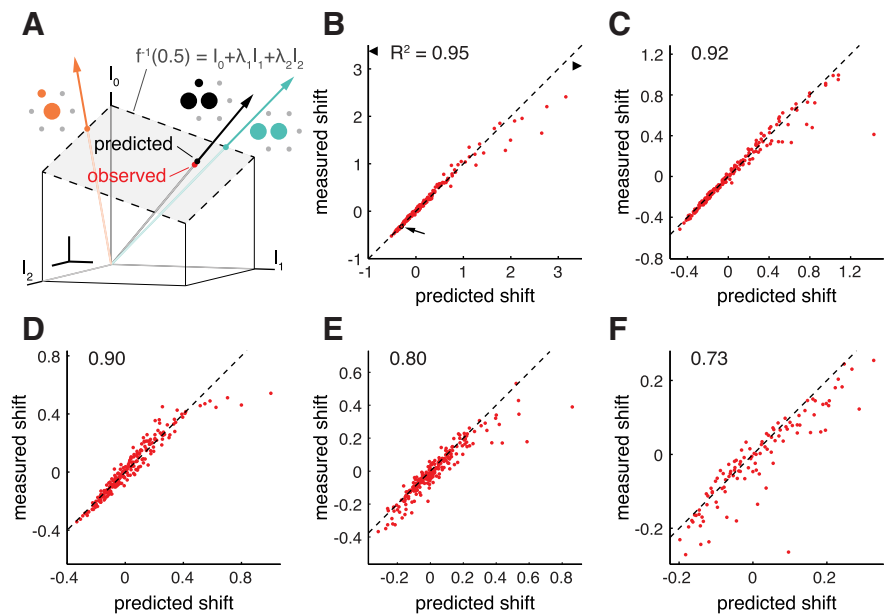 A
f⁻¹(0.5) = I₀+λ₁I₁+λ₂I₂
I₀
predicted
observed
I₂
I₁
B
R² = 0.95
3
2
1
0
-1
-1 0 1 2 3
measured shift
predicted shift
C
0.92
1.2
0.8
0.4
0
-0.4
-0.8
-0.4 0 0.4 0.8 1.2
measured shift
predicted shift
D
0.90
0.8
0.4
0
-0.4
-0.4 0 0.4 0.8
measured shift
predicted shift
E
0.80
0.6
0.4
0.2
0
-0.2
-0.4
-0.2 0 0.2 0.4 0.6 0.8
measured shift
predicted shift
F
0.73
0.2
0
-0.2
-0.2 0 0.2
measured shift
predicted shift